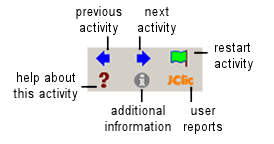 previous
activity
next
activity
restart
activity
help about
this activity
?
i
JClic
additional
information
user
reports